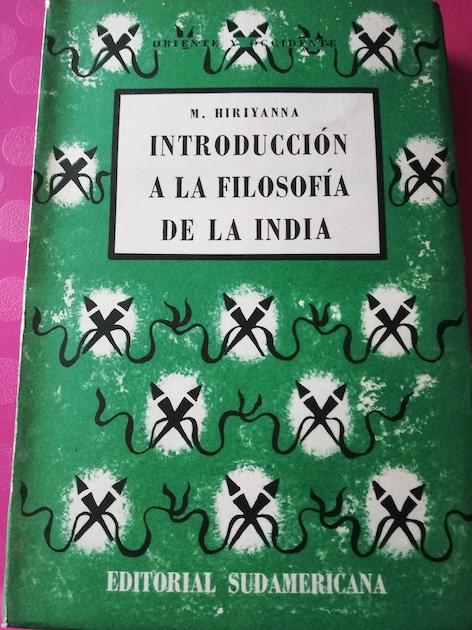 ORIENTE Y OCCIDENTE
M. HIRIYANNA
INTRODUCCIÓN
A LA FILOSOFÍA
DE LA INDIA
EDITORIAL SUDAMERICANA